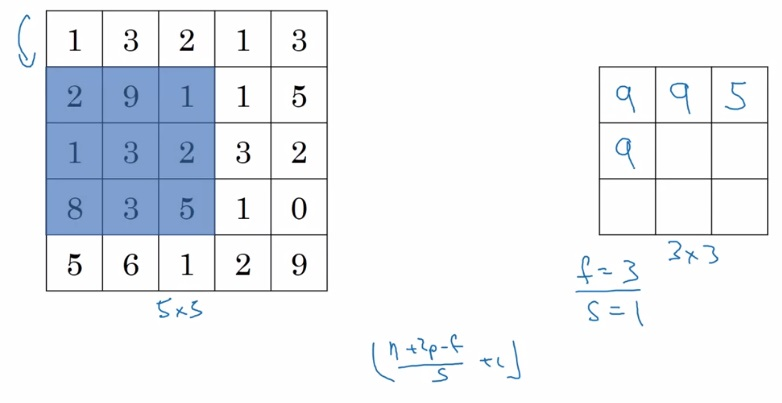 1 3 2 1 3
2 9 1 1 5
1 3 2 3 2
8 3 5 1 0
5 6 1 2 9
5×5
9 9 5
9
3×3
f=3
s=1
⌊(n+2p-f)/s +1⌋